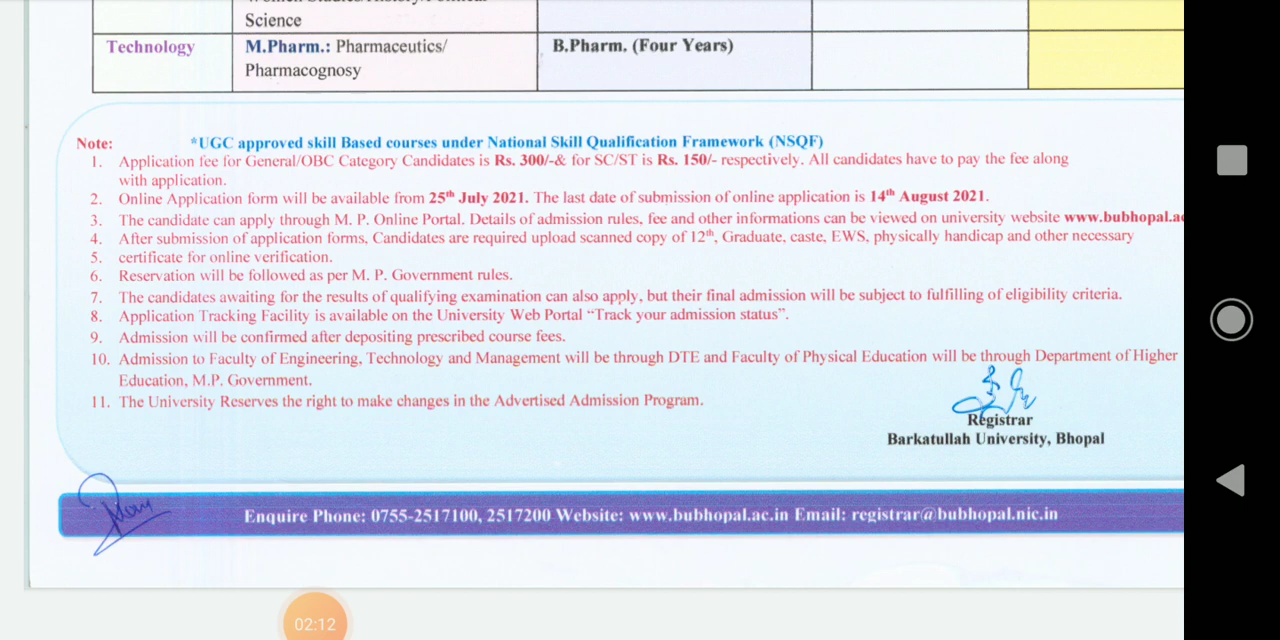 Science
Technology
M.Pharm.: Pharmaceutics/
Pharmacognosy
B.Pharm. (Four Years)
Note:
*UGC approved skill Based courses under National Skill Qualification Framework (NSQF)
1. Application fee for General/OBC Category Candidates is Rs. 300/-& for SC/ST is Rs. 150/- respectively. All candidates have to pay the fee along
with application.
2. Online Application form will be available from 25th July 2021. The last date of submission of online application is 14th August 2021.
3. The candidate can apply through M. P. Online Portal. Details of admission rules, fee and other informations can be viewed on university website www.bubhopal.ac
4. After submission of application forms, Candidates are required upload scanned copy of 12th, Graduate, caste, EWS, physically handicap and other necessary
5. certificate for online verification.
6. Reservation will be followed as per M. P. Government rules.
7. The candidates awaiting for the results of qualifying examination can also apply, but their final admission will be subject to fulfilling of eligibility criteria.
8. Application Tracking Facility is available on the University Web Portal “Track your admission status”.
9. Admission will be confirmed after depositing prescribed course fees.
10. Admission to Faculty of Engineering, Technology and Management will be through DTE and Faculty of Physical Education will be through Department of Higher
Education, M.P. Government.
11. The University Reserves the right to make changes in the Advertised Admission Program.
Registrar
Barkatullah University, Bhopal
Enquire Phone: 0755-2517100, 2517200 Website: www.bubhopal.ac.in Email: registrar@bubhopal.nic.in
02:12